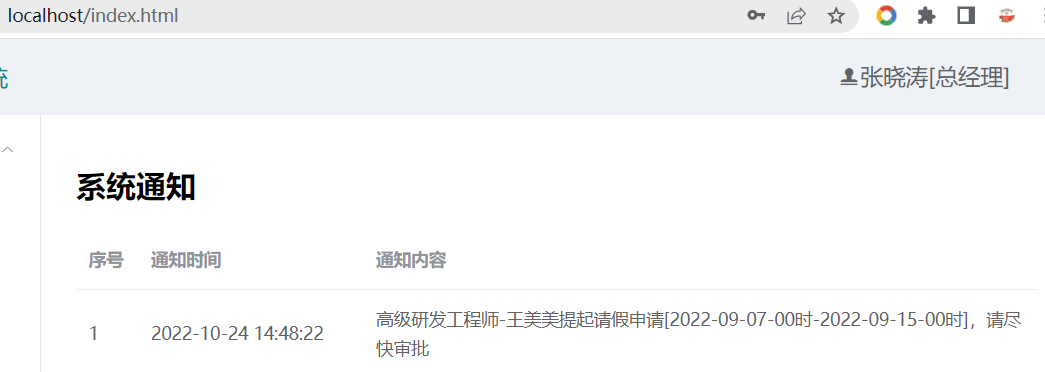 localhost/index.html
统
张晓涛[总经理]
系统通知
序号 通知时间 通知内容
1 2022-10-24 14:48:22 高级研发工程师-王美美提起请假申请[2022-09-07-00时-2022-09-15-00时]，请尽
快审批